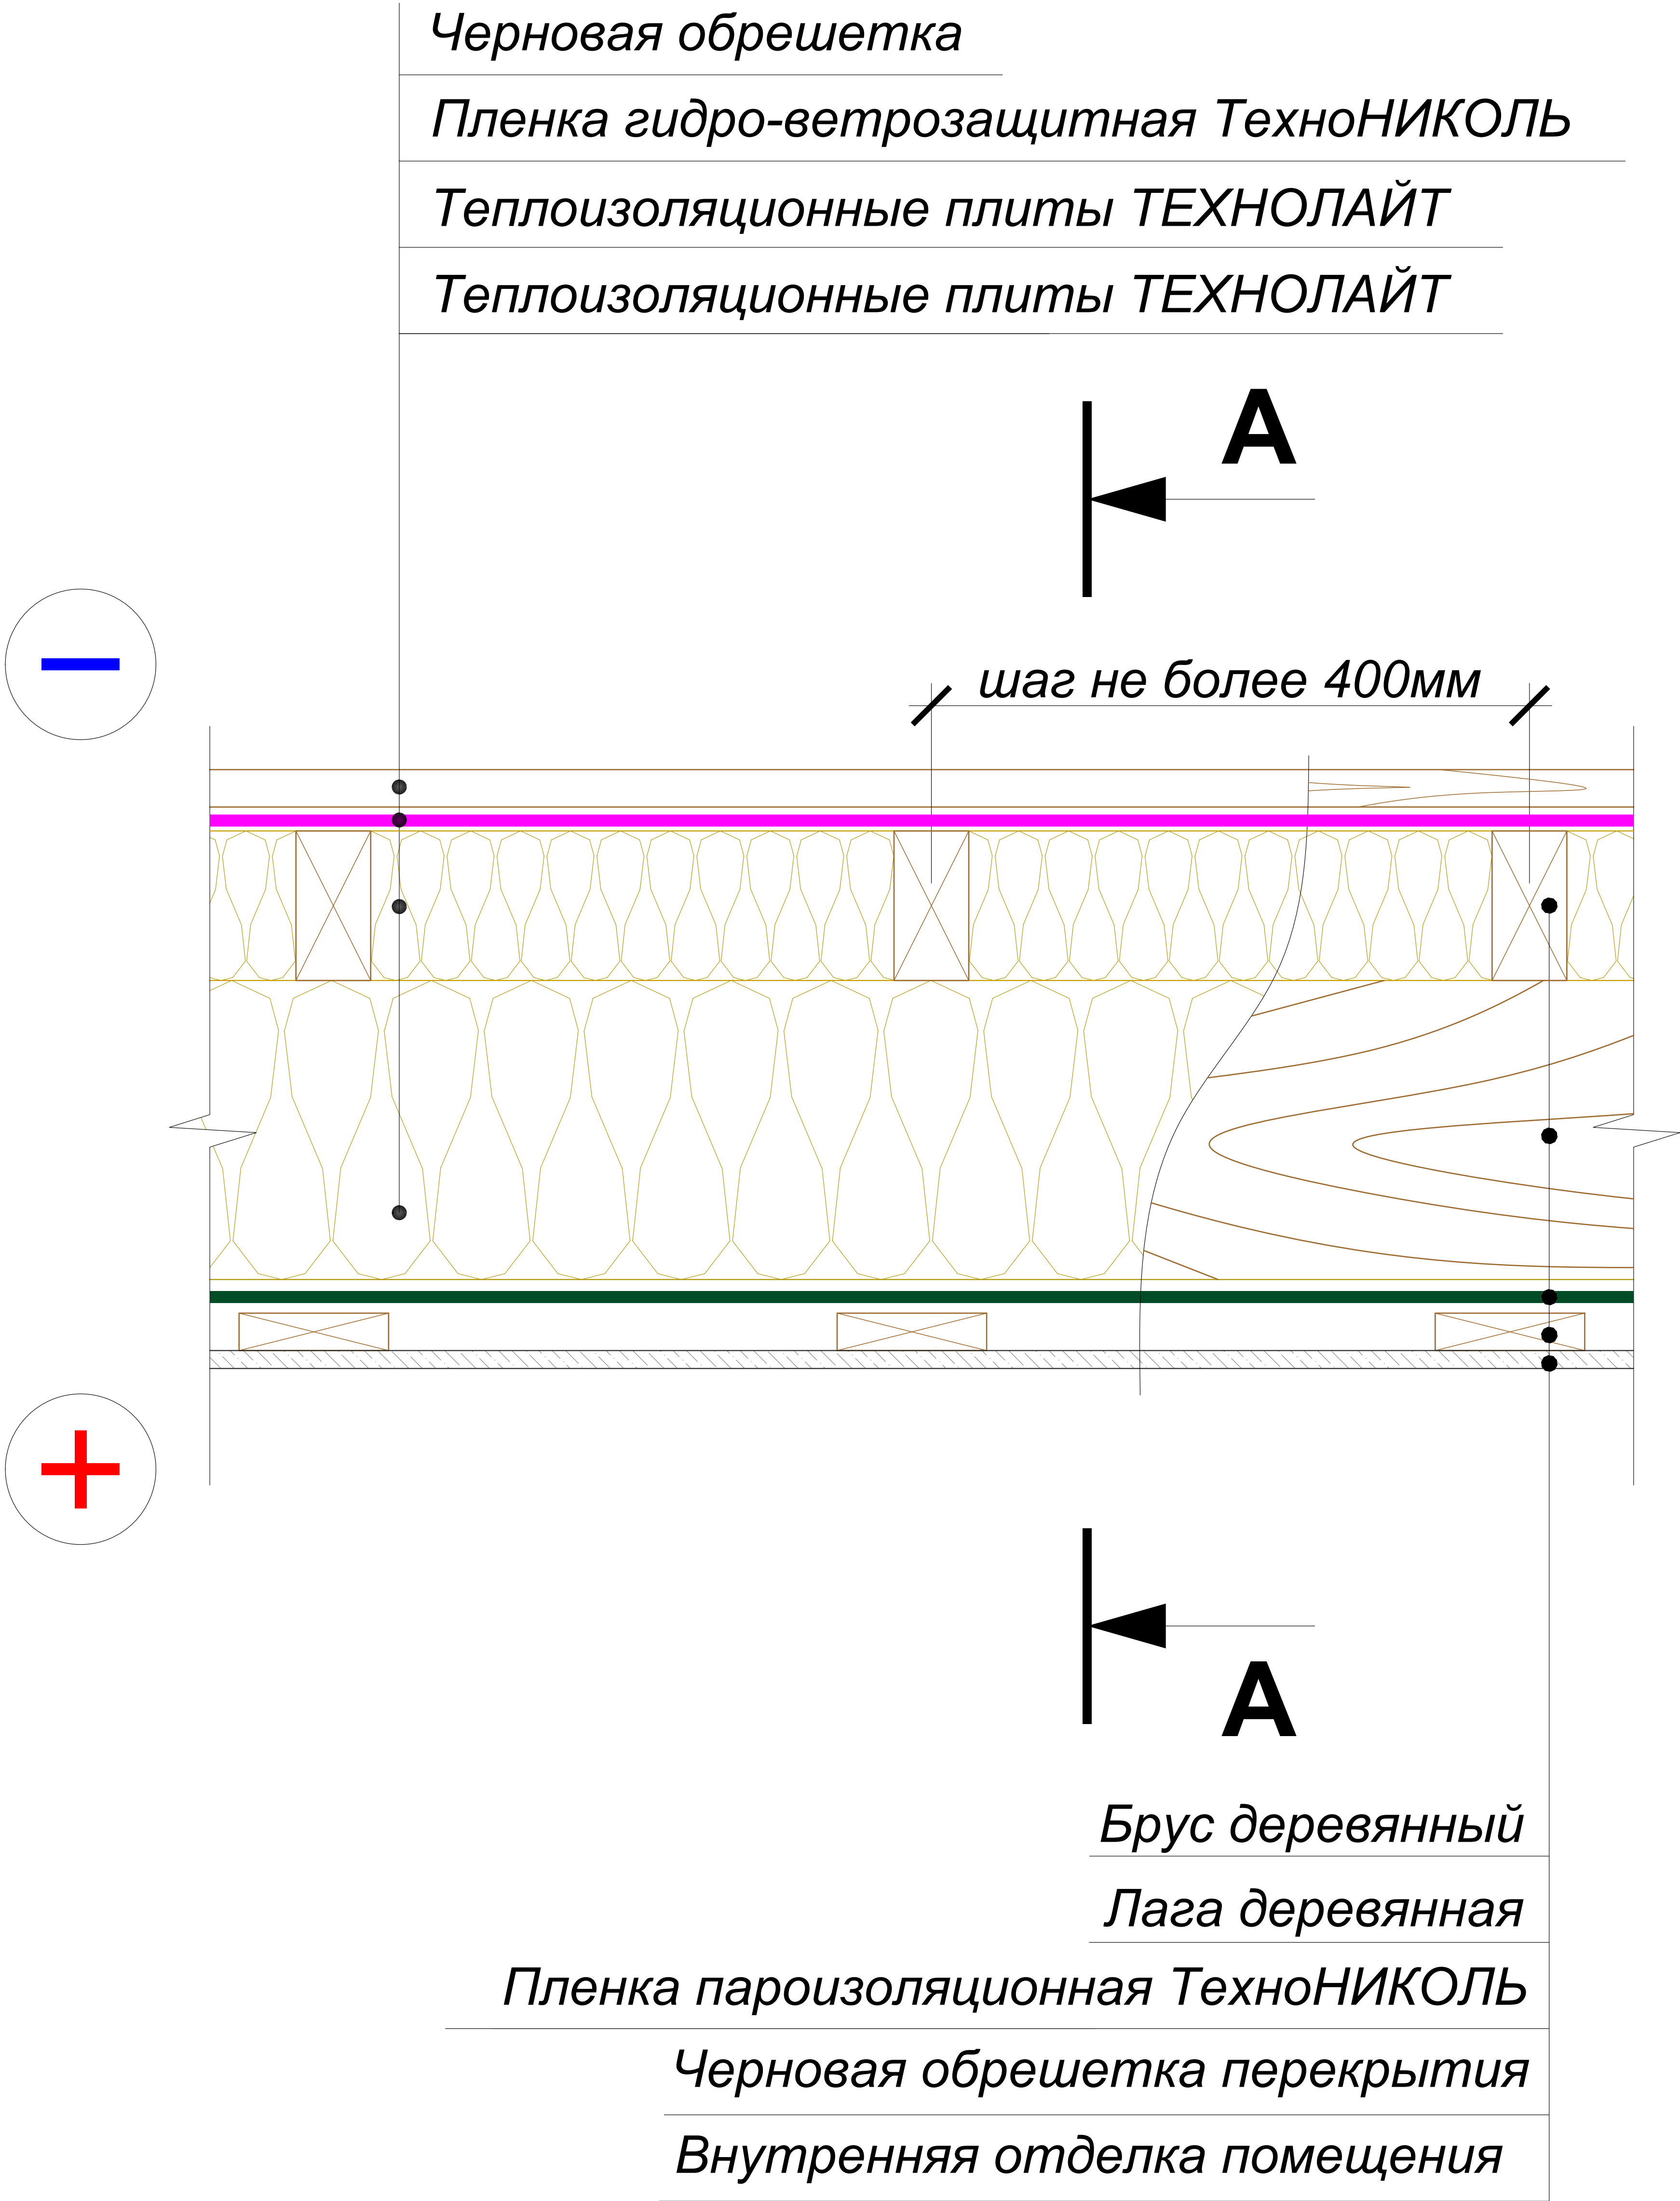 Черновая обрешетка
Пленка гидро-ветрозащитная ТехноНИКОЛЬ
Теплоизоляционные плиты ТЕХНОЛАЙТ
Теплоизоляционные плиты ТЕХНОЛАЙТ
А
шаг не более 400мм
А
Брус деревянный
Лага деревянная
Пленка пароизоляционная ТехноНИКОЛЬ
Черновая обрешетка перекрытия
Внутренняя отделка помещения